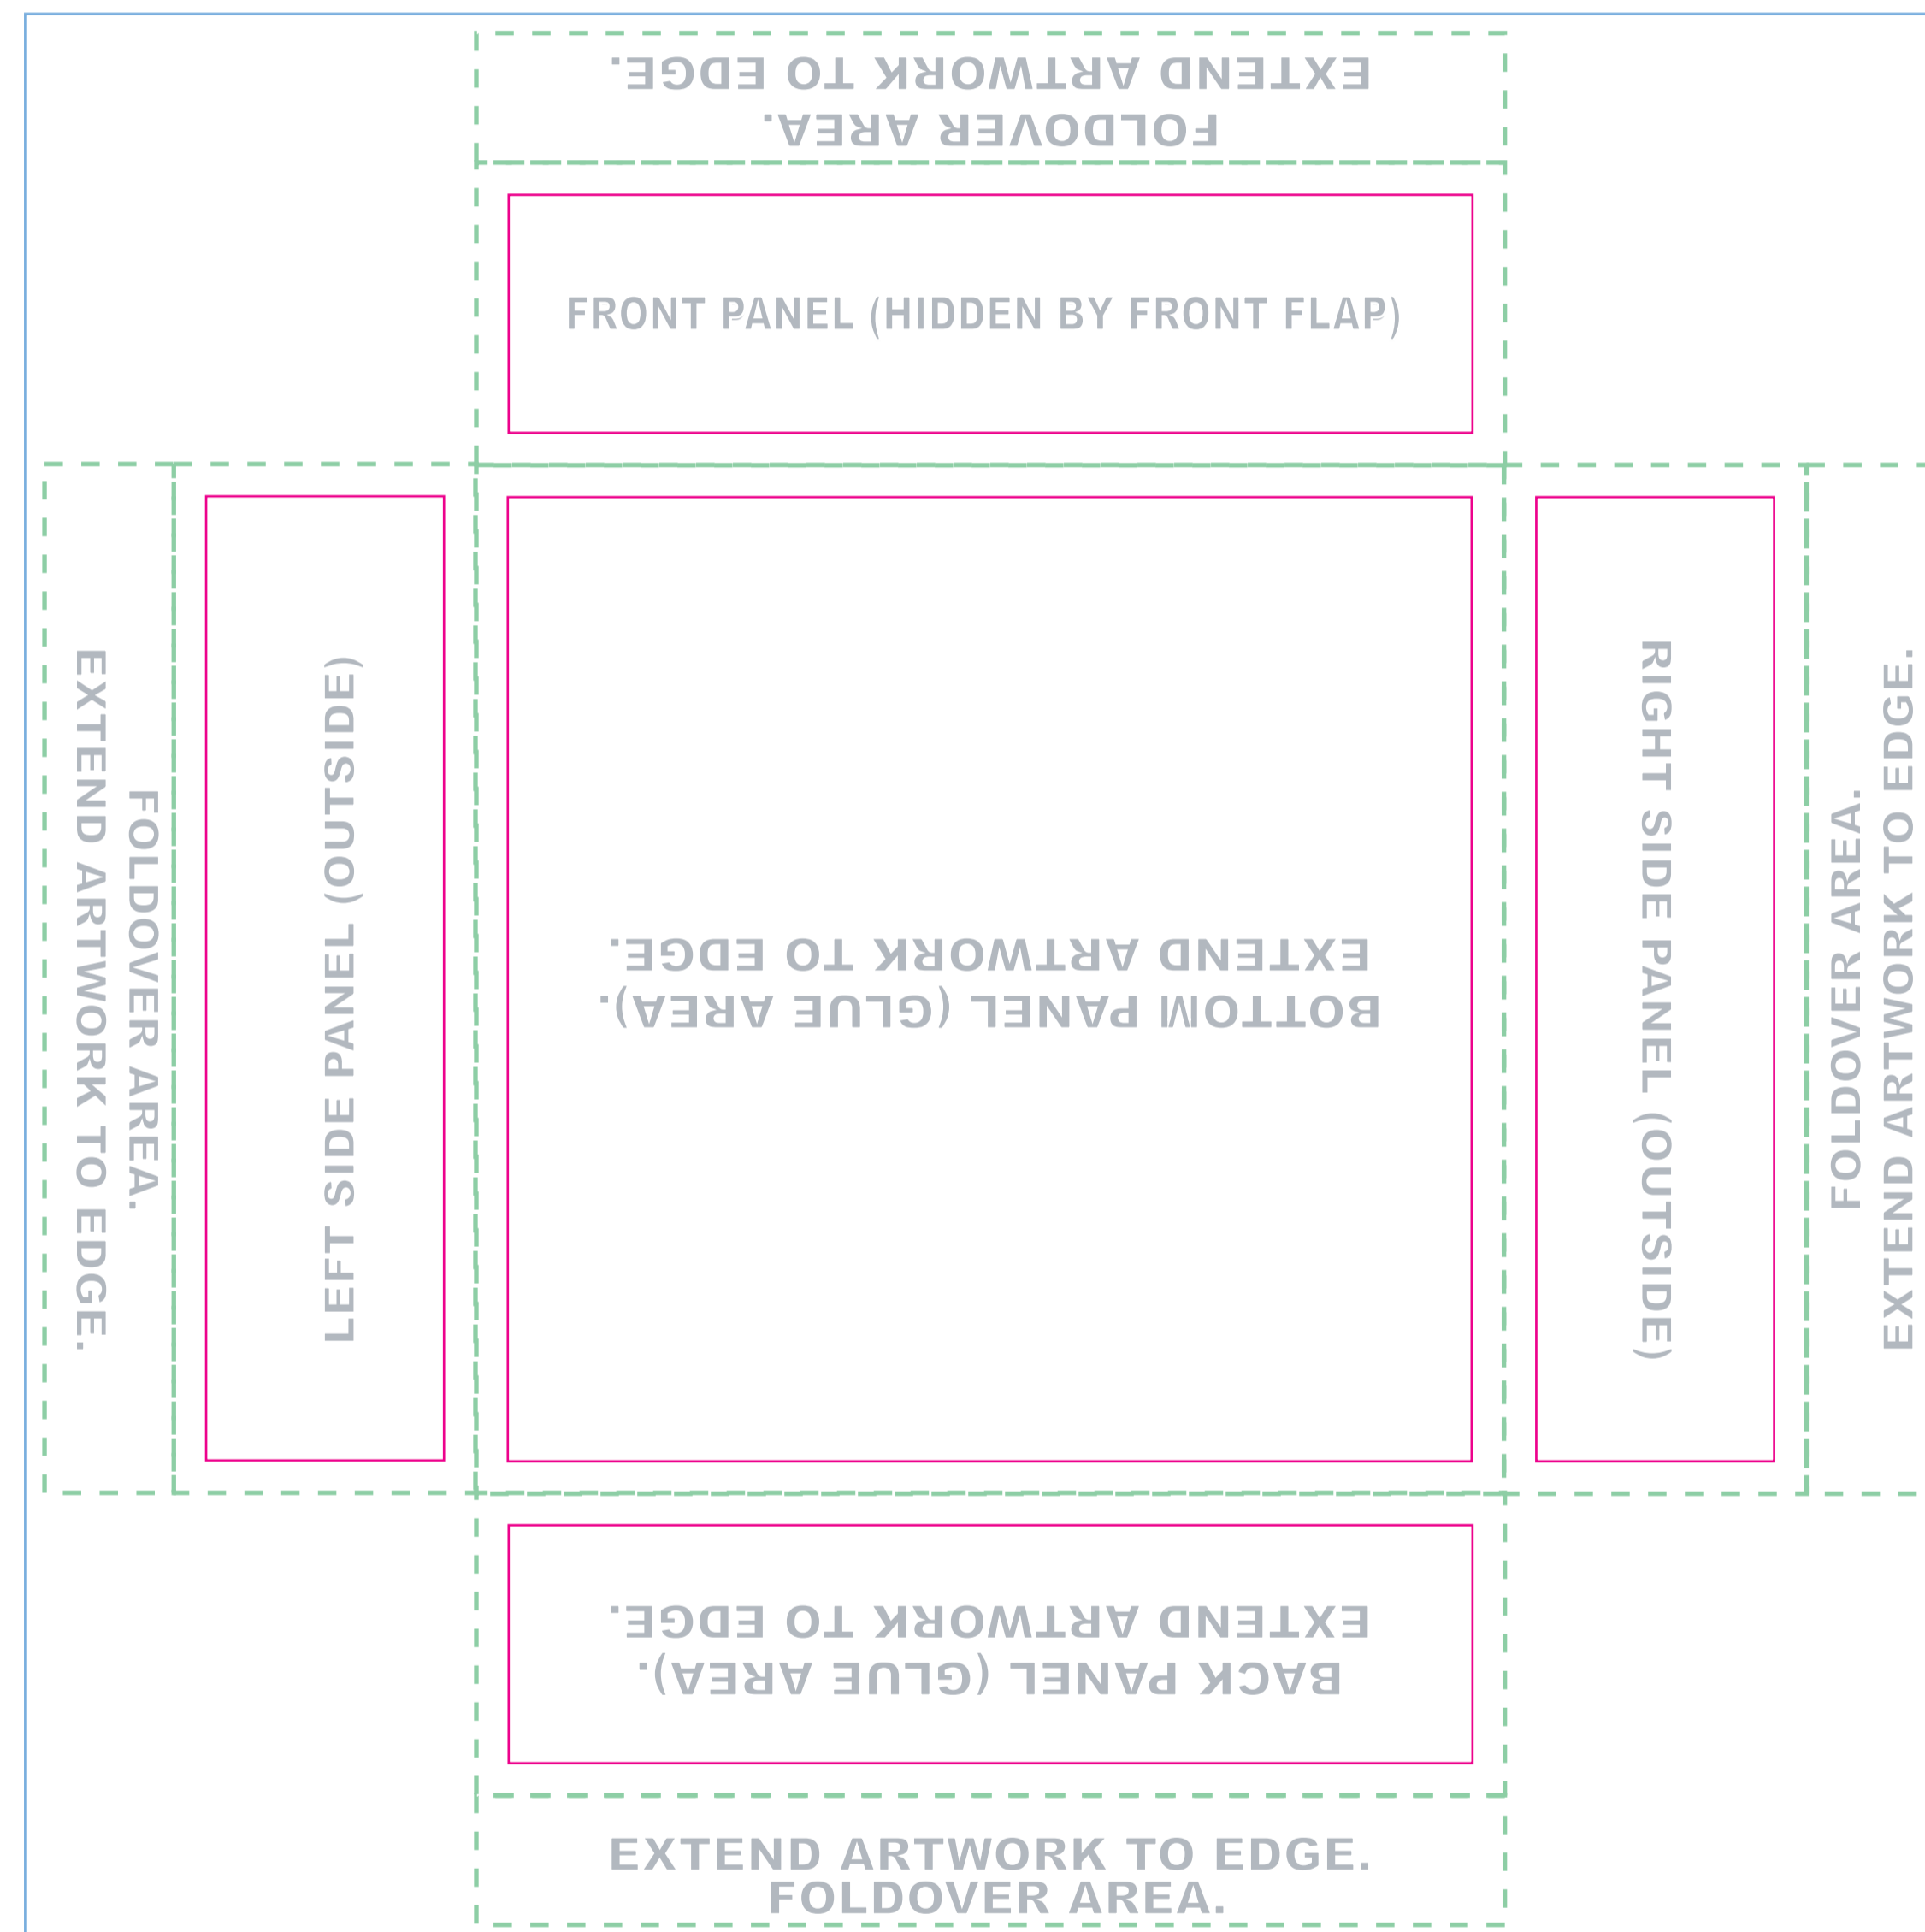 FOLDOVER AREA.
EXTEND ARTWORK TO EDGE.
FRONT PANEL (HIDDEN BY FRONT FLAP)
FOLDOVER AREA.
EXTEND ARTWORK TO EDGE.
LEFT SIDE PANEL (OUTSIDE)
BOTTOM PANEL (GLUE AREA).
EXTEND ARTWORK TO EDGE.
RIGHT SIDE PANEL (OUTSIDE)
FOLDOVER AREA.
EXTEND ARTWORK TO EDGE.
BACK PANEL (GLUE AREA).
EXTEND ARTWORK TO EDGE.
EXTEND ARTWORK TO EDGE.
FOLDOVER AREA.